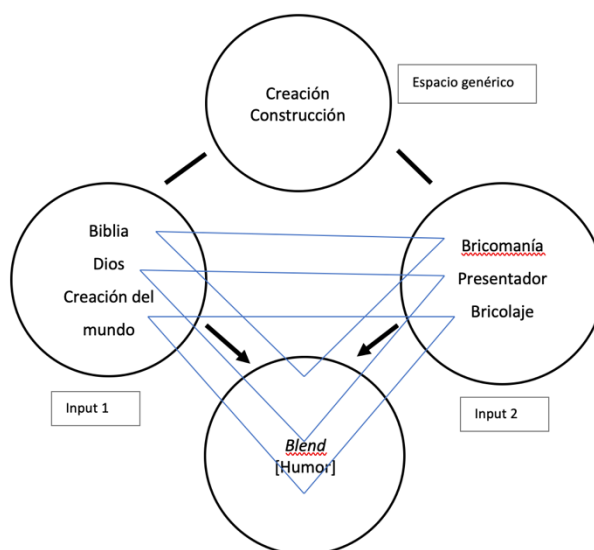 Creación
Construcción
Espacio genérico
Biblia
Dios
Creación del
mundo
Bricomanía
Presentador
Bricolaje
Input 1
Input 2
Blend
[Humor]